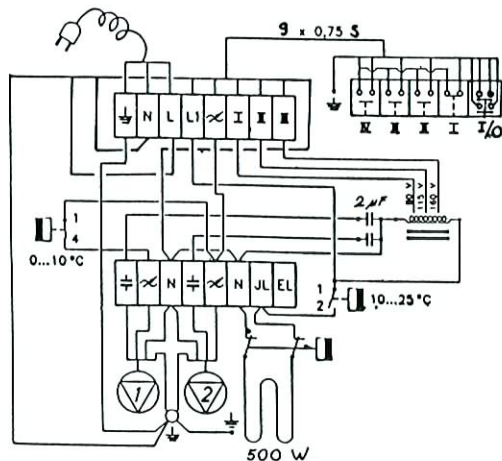 9 x 0,75 S
N L L1 I II III
IV III II I I/O
80 V 115 V 160 V
2 µF
1
4
0...10°C
N N JL EL
1
2
10...25°C
1 2
500 W